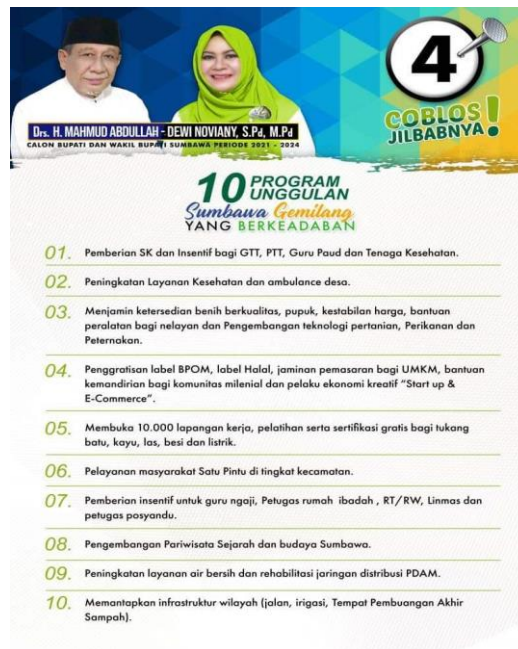 4
COBLOS
JILBABNYA!
Drs. H. MAHMUD ABDULLAH - DEWI NOVIANY, S.Pd, M.Pd
CALON BUPATI DAN WAKIL BUPATI SUMBAWA PERIODE 2021 - 2024
10 PROGRAM
UNGGULAN
Sumbawa Gemilang
YANG BERKEADABAN
01. Pemberian SK dan Insentif bagi GTT, PTT, Guru Paud dan Tenaga Kesehatan.
02. Peningkatan Layanan Kesehatan dan ambulance desa.
03. Menjamin ketersedian benih berkualitas, pupuk, kestabilan harga, bantuan
peralatan bagi nelayan dan Pengembangan teknologi pertanian, Perikanan dan
Peternakan.
04. Penggratisan label BPOM, label Halal, jaminan pemasaran bagi UMKM, bantuan
kemandirian bagi komunitas milenial dan pelaku ekonomi kreatif “Start up &
E-Commerce”.
05. Membuka 10.000 lapangan kerja, pelatihan serta sertifikasi gratis bagi tukang
batu, kayu, las, besi dan listrik.
06. Pelayanan masyarakat Satu Pintu di tingkat kecamatan.
07. Pemberian insentif untuk guru ngaji, Petugas rumah ibadah , RT/RW, Linmas dan
petugas posyandu.
08. Pengembangan Pariwisata Sejarah dan budaya Sumbawa.
09. Peningkatan layanan air bersih dan rehabilitasi jaringan distribusi PDAM.
10. Memantapkan infrastruktur wilayah (jalan, irigasi, Tempat Pembuangan Akhir
Sampah).